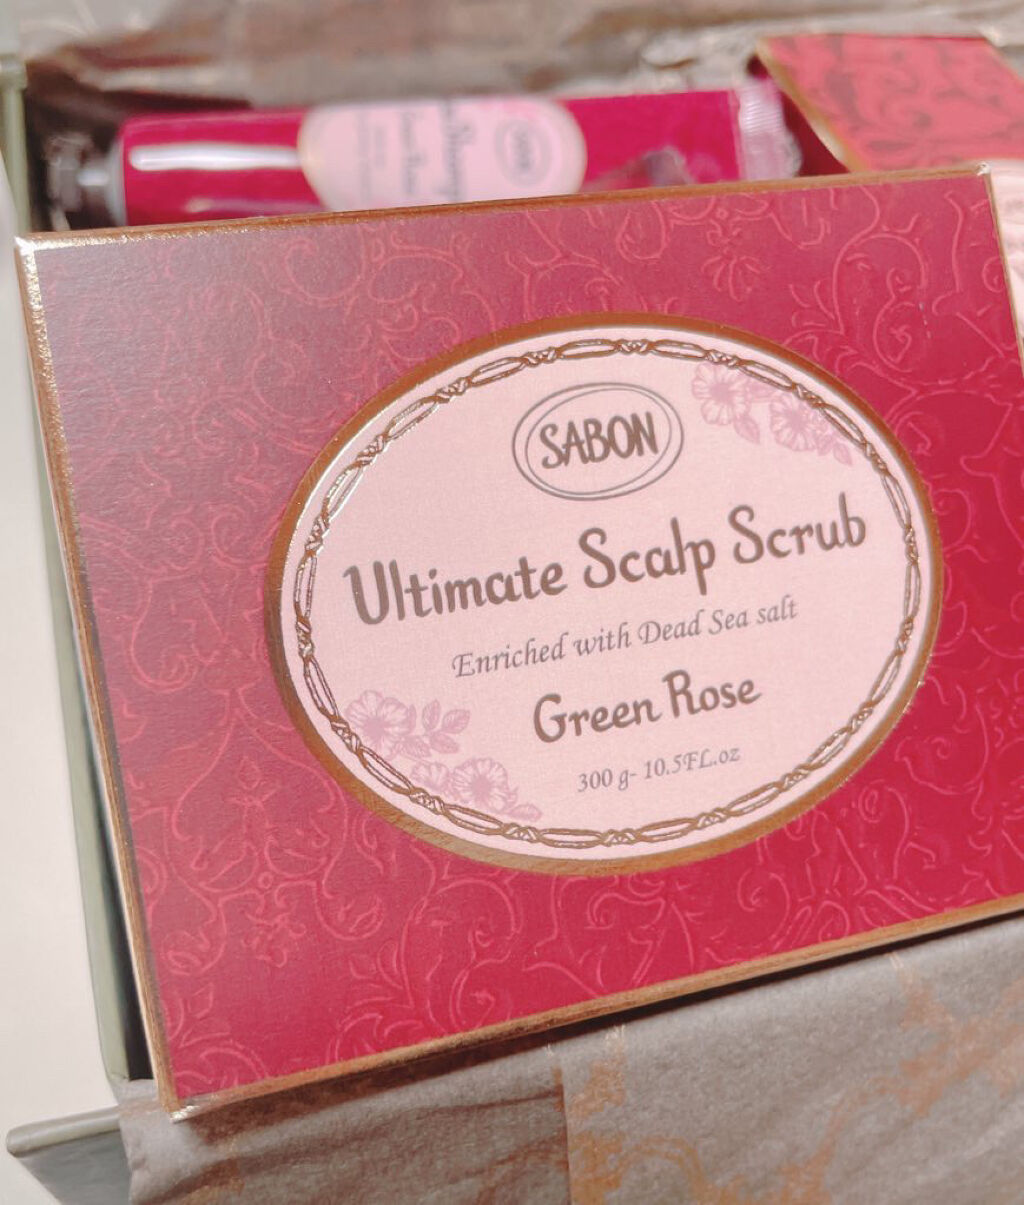 SABON
Ultimate Scalp Scrub
Enriched with Dead Sea salt
Green Rose
300 g- 10.5FL.oz